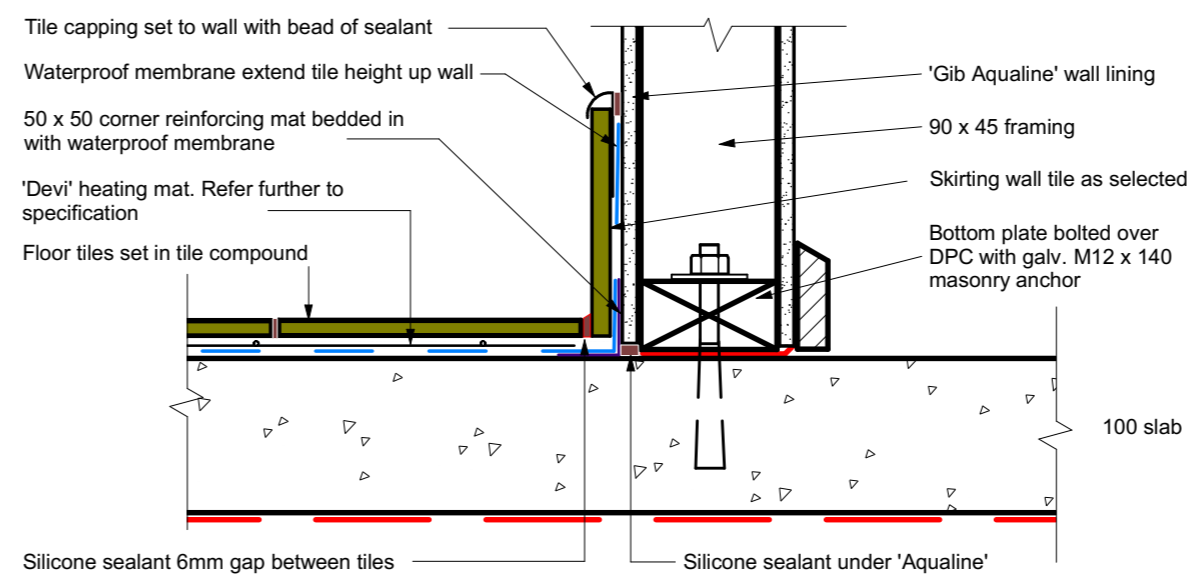 Tile capping set to wall with bead of sealant
Waterproof membrane extend tile height up wall
50 x 50 corner reinforcing mat bedded in
with waterproof membrane
'Devi' heating mat. Refer further to
specification
Floor tiles set in tile compound
'Gib Aqualine' wall lining
90 x 45 framing
Skirting wall tile as selected
Bottom plate bolted over
DPC with galv. M12 x 140
masonry anchor
100 slab
Silicone sealant 6mm gap between tiles
Silicone sealant under 'Aqualine'